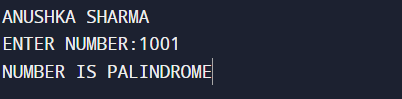 ANUSHKA SHARMA
ENTER NUMBER:1001
NUMBER IS PALINDROME